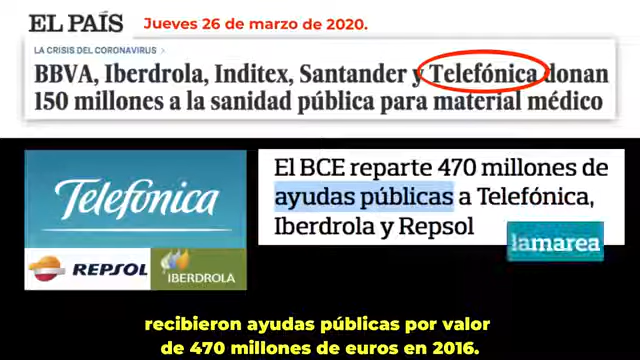 EL PAÍS
Jueves 26 de marzo de 2020.
LA CRISIS DEL CORONAVIRUS >
BBVA, Iberdrola, Inditex, Santander y Telefónica donan
150 millones a la sanidad pública para material médico
Telefónica
REPSOL
IBERDROLA
El BCE reparte 470 millones de
ayudas públicas a Telefónica,
Iberdrola y Repsol
lamarea
recibieron ayudas públicas por valor
de 470 millones de euros en 2016.